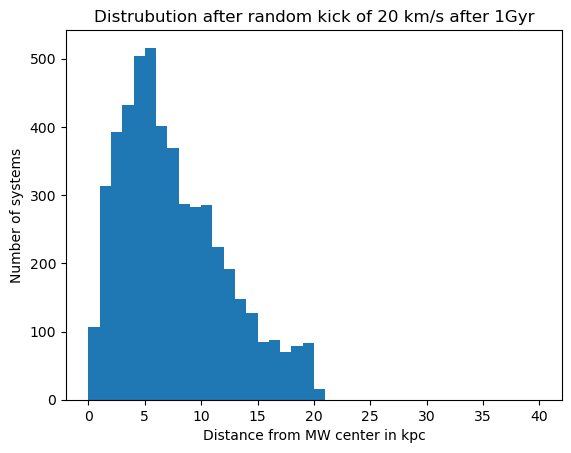 Distrubution after random kick of 20 km/s after 1Gyr
500
400
300
200
100
0
Number of systems
0 5 10 15 20 25 30 35 40
Distance from MW center in kpc